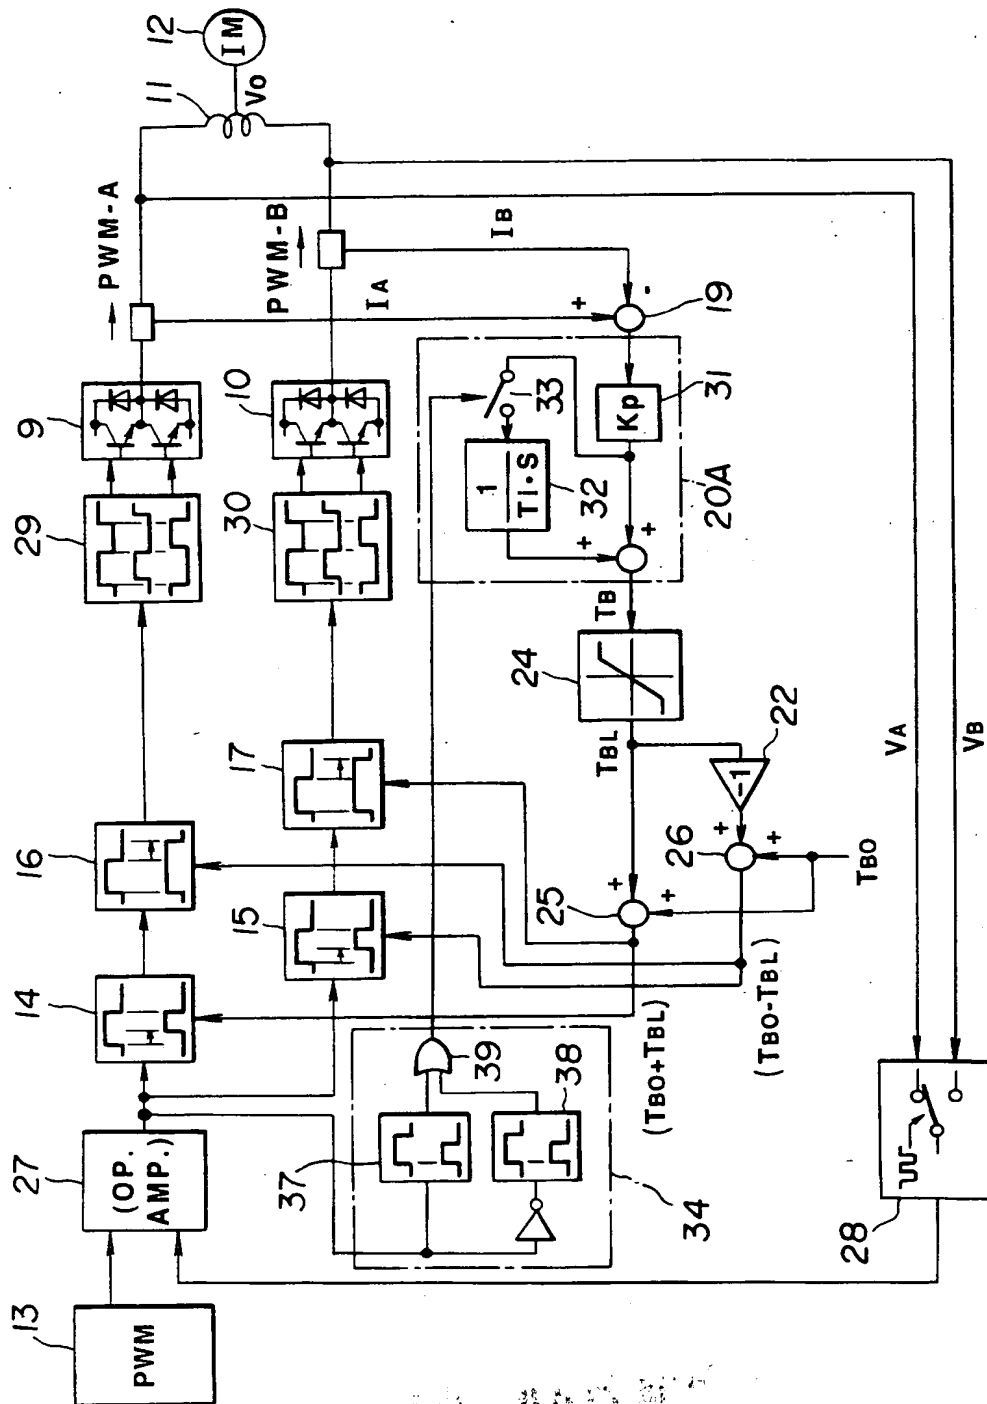 13
PWM
27
(OP.
AMP.)
14
16
29
9
PWM-A
11
12
IM
Vo
15
17
30
10
PWM-B
IA
IB
37
38
39
34
33
1
TI·S
32
Kp
31
20A
19
+
-
+
+
TB
24
TBL
22
-1
25
+
+
26
+
+
TBO
(TBO+TBL)
(TBO-TBL)
VA
VB
28